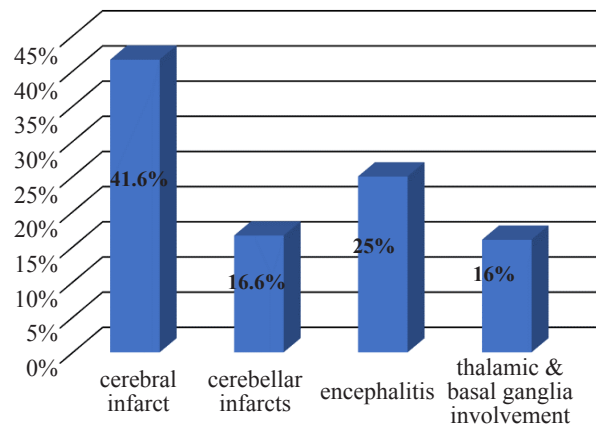 45%
40%
35%
30%
25%
20%
15%
10%
5%
0%
41.6%
16.6%
25%
16%
cerebral
infarct
cerebellar
infarcts
encephalitis
thalamic &
basal ganglia
involvement